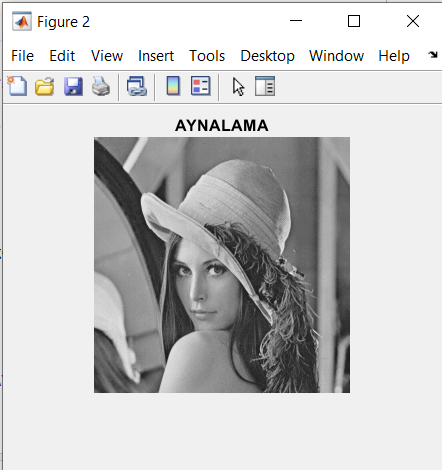 Figure 2
File Edit View Insert Tools Desktop Window Help
AYNALAMA